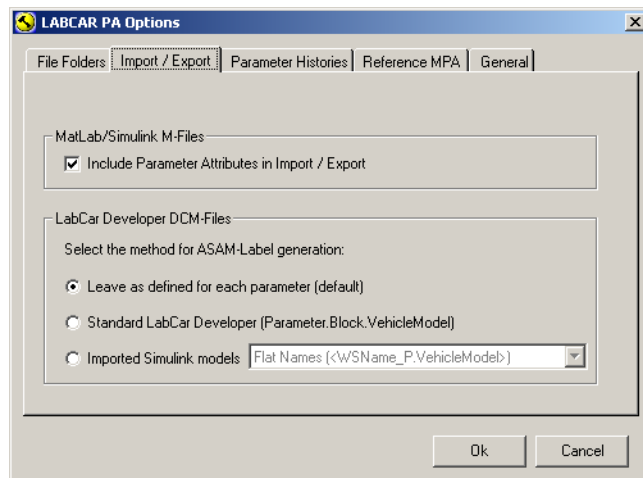 LABCAR PA Options
File Folders Import / Export Parameter Histories Reference MPA General
MatLab/Simulink M-Files
Include Parameter Attributes in Import / Export
LabCar Developer DCM-Files
Select the method for ASAM-Label generation:
Leave as defined for each parameter (default)
Standard LabCar Developer (Parameter.Block.VehicleModel)
Imported Simulink models Flat Names (<WSName_P.VehicleModel>)
Ok Cancel